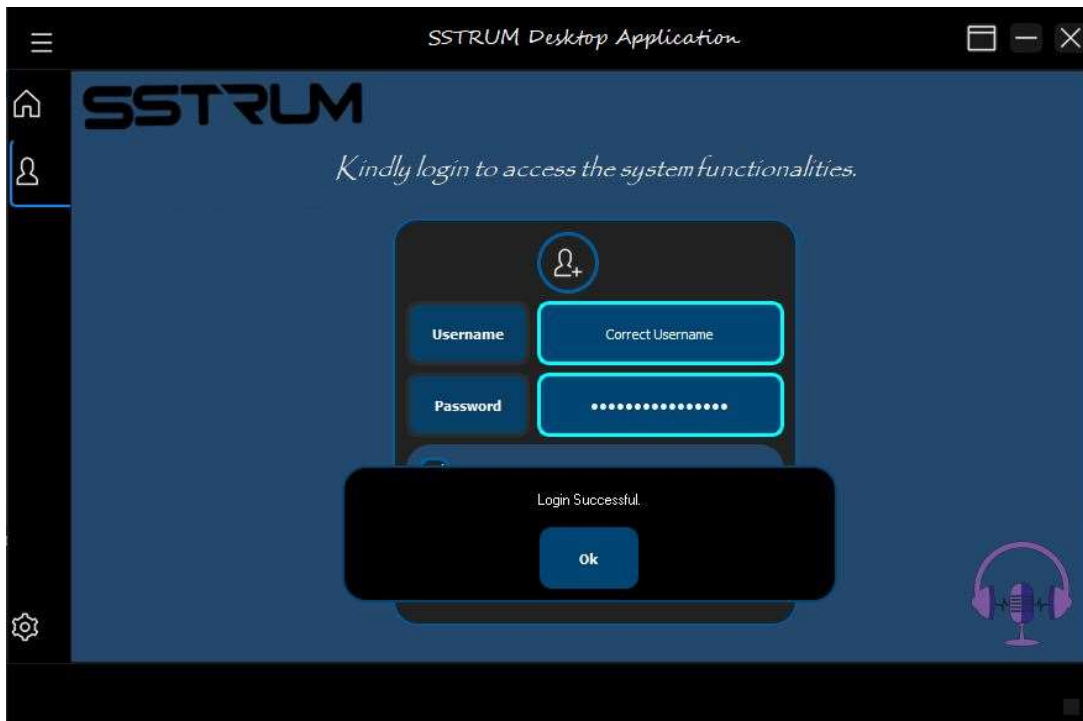 SSTRUM Desktop Application
SSTRUM
Kindly login to access the system functionalities.
Username
Correct Username
Password
••••••••••••••••
Login Successful.
Ok